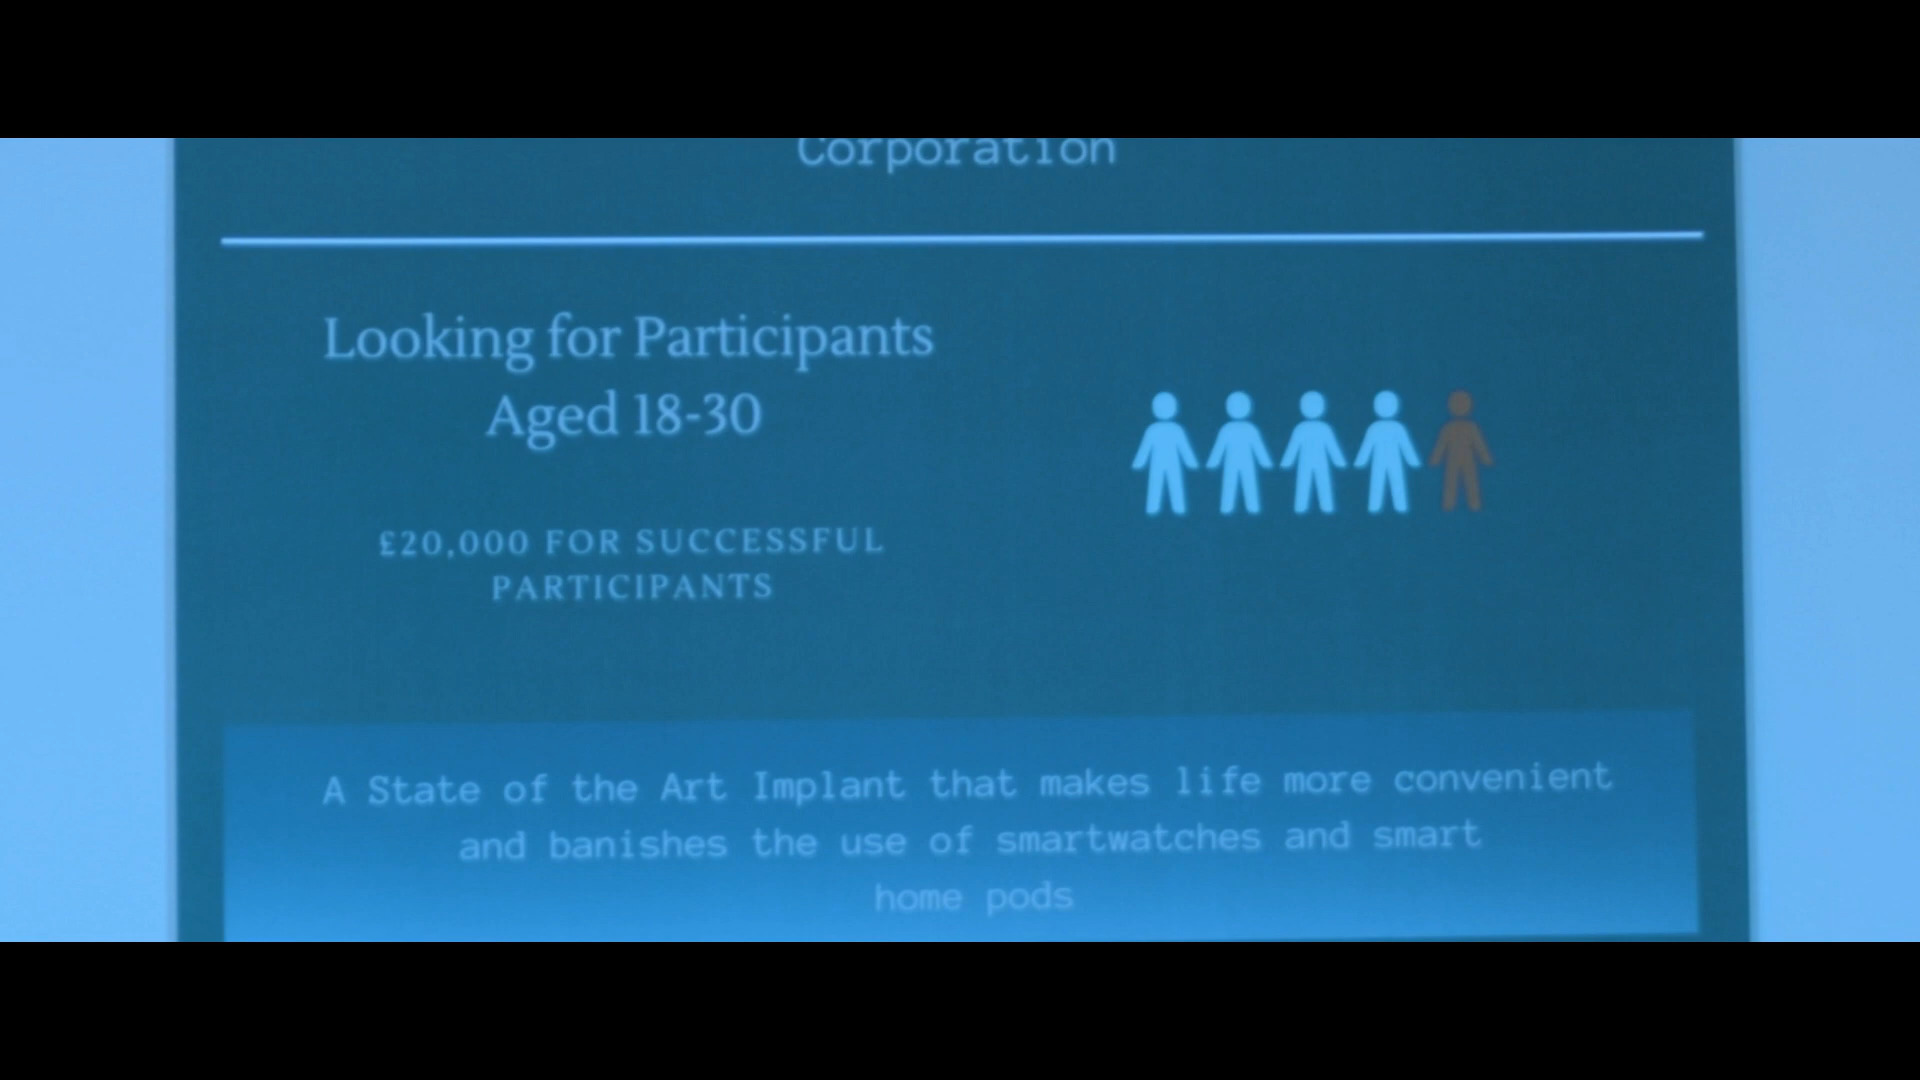 Corporation
Looking for Participants
Aged 18-30
£20,000 FOR SUCCESSFUL
PARTICIPANTS
A State of the Art Implant that makes life more convenient
and banishes the use of smartwatches and smart
home pods